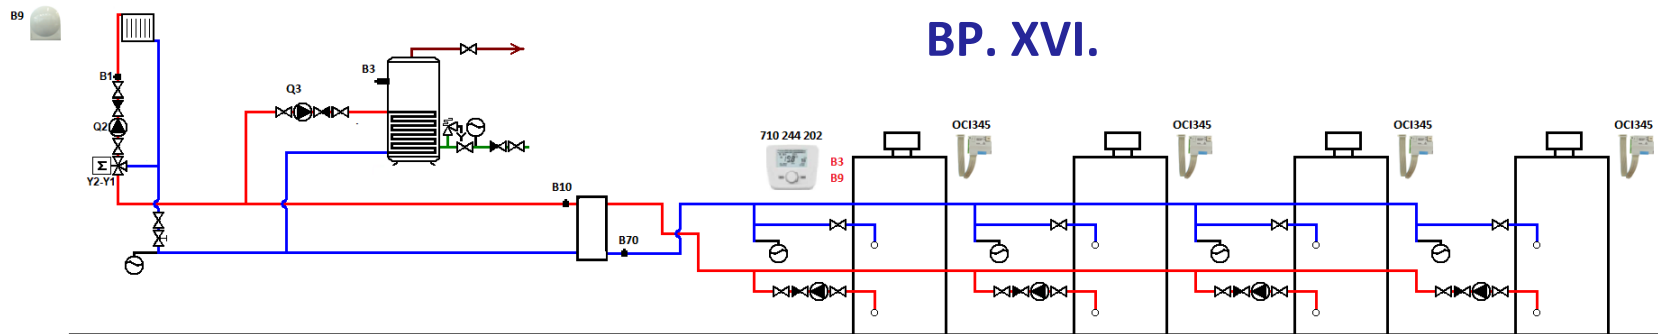 B9
BP. XVI.
B1
B3
Q3
Q2
M
Y2-Y1
710 244 202
B3
B9
OCI345
OCI345
OCI345
OCI345
B10
B70